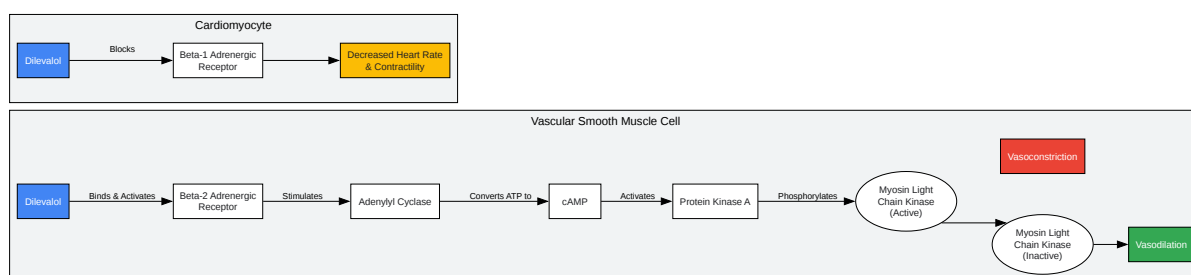 Cardiomyocyte
Dilevalol
Blocks
Beta-1 Adrenergic
Receptor
Decreased Heart Rate
& Contractility
Vascular Smooth Muscle Cell
Vasoconstriction
Dilevalol
Binds & Activates
Beta-2 Adrenergic
Receptor
Stimulates
Adenylyl Cyclase
Converts ATP to
cAMP
Activates
Protein Kinase A
Phosphorylates
Myosin Light
Chain Kinase
(Active)
Myosin Light
Chain Kinase
(Inactive)
Vasodilation